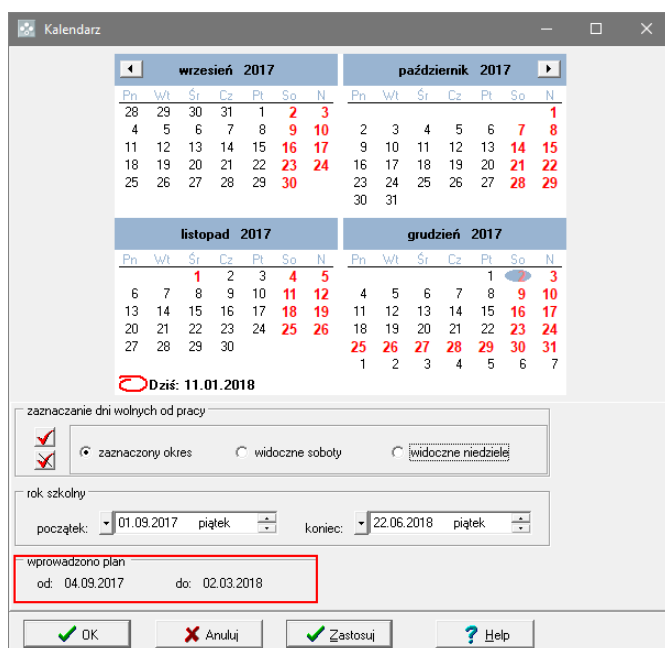 Kalendarz
wrzesień 2017 październik 2017
Pn Wt Śr Cz Pt So N Pn Wt Śr Cz Pt So N
28 29 30 31 1 2 3 1
4 5 6 7 8 9 10 2 3 4 5 6 7 8
11 12 13 14 15 16 17 9 10 11 12 13 14 15
18 19 20 21 22 23 24 16 17 18 19 20 21 22
25 26 27 28 29 30 23 24 25 26 27 28 29
30 31
listopad 2017 grudzień 2017
Pn Wt Śr Cz Pt So N Pn Wt Śr Cz Pt So N
1 2 3 4 5 1 2 3
6 7 8 9 10 11 12 4 5 6 7 8 9 10
13 14 15 16 17 18 19 11 12 13 14 15 16 17
20 21 22 23 24 25 26 18 19 20 21 22 23 24
27 28 29 30 25 26 27 28 29 30 31
1 2 3 4 5 6 7
Dziś: 11.01.2018
zaznaczanie dni wolnych od pracy
zaznaczony okres widoczne soboty widoczne niedziele
rok szkolny
początek: 01.09.2017 piątek koniec: 22.06.2018 piątek
wprowadzono plan
od: 04.09.2017 do: 02.03.2018
OK Anuluj Zastosuj Help